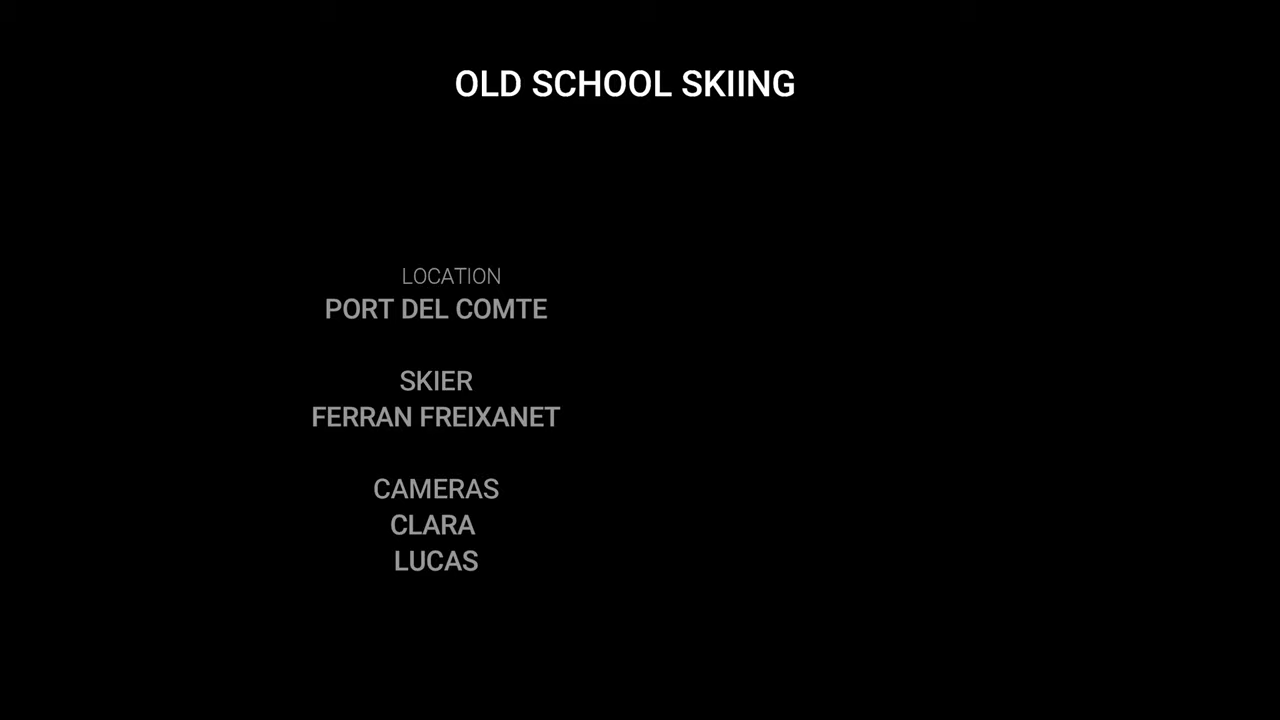 OLD SCHOOL SKIING
LOCATION
PORT DEL COMTE
SKIER
FERRAN FREIXANET
CAMERAS
CLARA
LUCAS